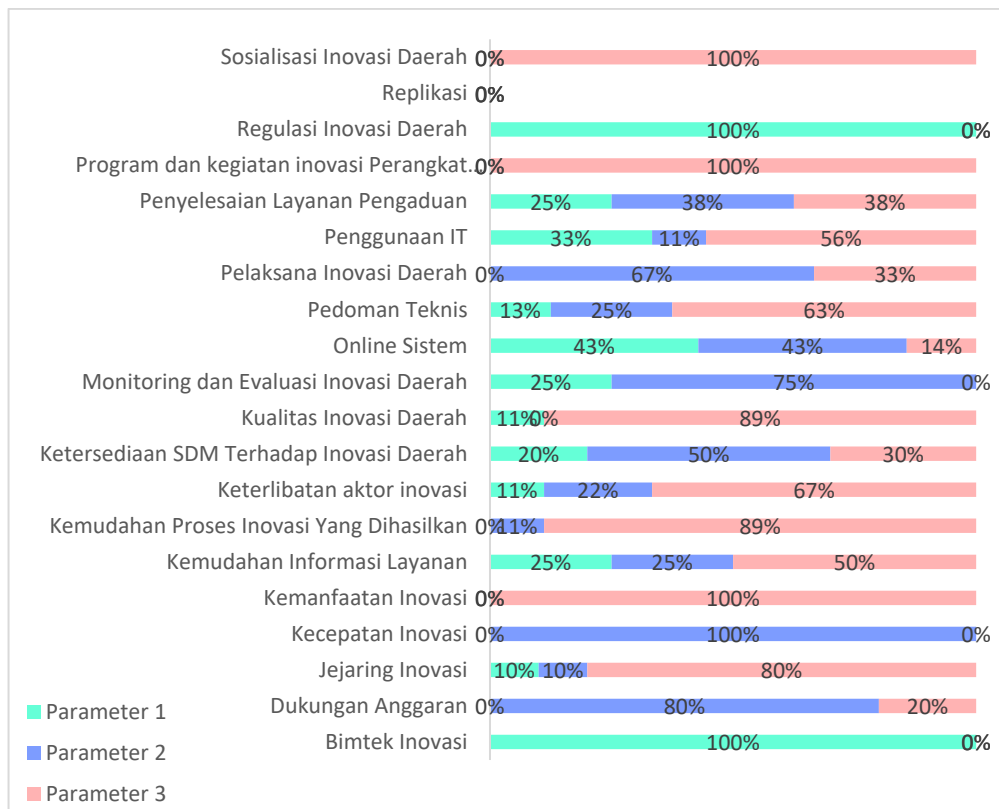 Sosialisasi Inovasi Daerah 0% 100%
Replikasi 0%
Regulasi Inovasi Daerah 100% 0%
Program dan kegiatan inovasi Perangkat... 0% 100%
Penyelesaian Layanan Pengaduan 25% 38% 38%
Penggunaan IT 33% 11% 56%
Pelaksana Inovasi Daerah 0% 67% 33%
Pedoman Teknis 13% 25% 63%
Online Sistem 43% 43% 14%
Monitoring dan Evaluasi Inovasi Daerah 25% 75% 0%
Kualitas Inovasi Daerah 11% 0% 89%
Ketersediaan SDM Terhadap Inovasi Daerah 20% 50% 30%
Keterlibatan aktor inovasi 11% 22% 67%
Kemudahan Proses Inovasi Yang Dihasilkan 0% 11% 89%
Kemudahan Informasi Layanan 25% 25% 50%
Kemanfaatan Inovasi 0% 100%
Kecepatan Inovasi 0% 100% 0%
Jejaring Inovasi 10% 10% 80%
Dukungan Anggaran 0% 80% 20%
Bimtek Inovasi 100% 0%
Parameter 1
Parameter 2
Parameter 3